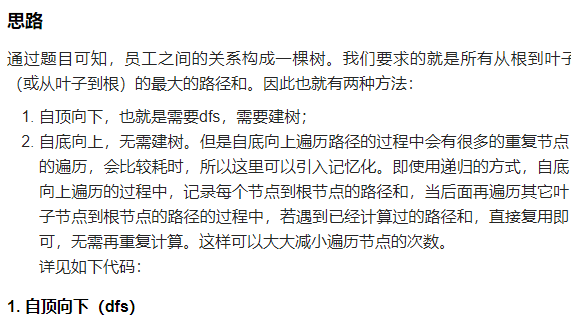 思路
通过题目可知，员工之间的关系构成一棵树。我们要求的就是所有从根到叶子
（或从叶子到根）的最大的路径和。因此也就有两种方法：
1. 自顶向下，也就是需要dfs，需要建树；
2. 自底向上，无需建树。但是自底向上遍历路径的过程中会有很多的重复节点
的遍历，会比较耗时，所以这里可以引入记忆化。即使用递归的方式，自底
向上遍历的过程中，记录每个节点到根节点的路径和，当后面再遍历其它叶
子节点到根节点的路径的过程中，若遇到已经计算过的路径和，直接复用即
可，无需再重复计算。这样可以大大减小遍历节点的次数。
详见如下代码：
1. 自顶向下（dfs）